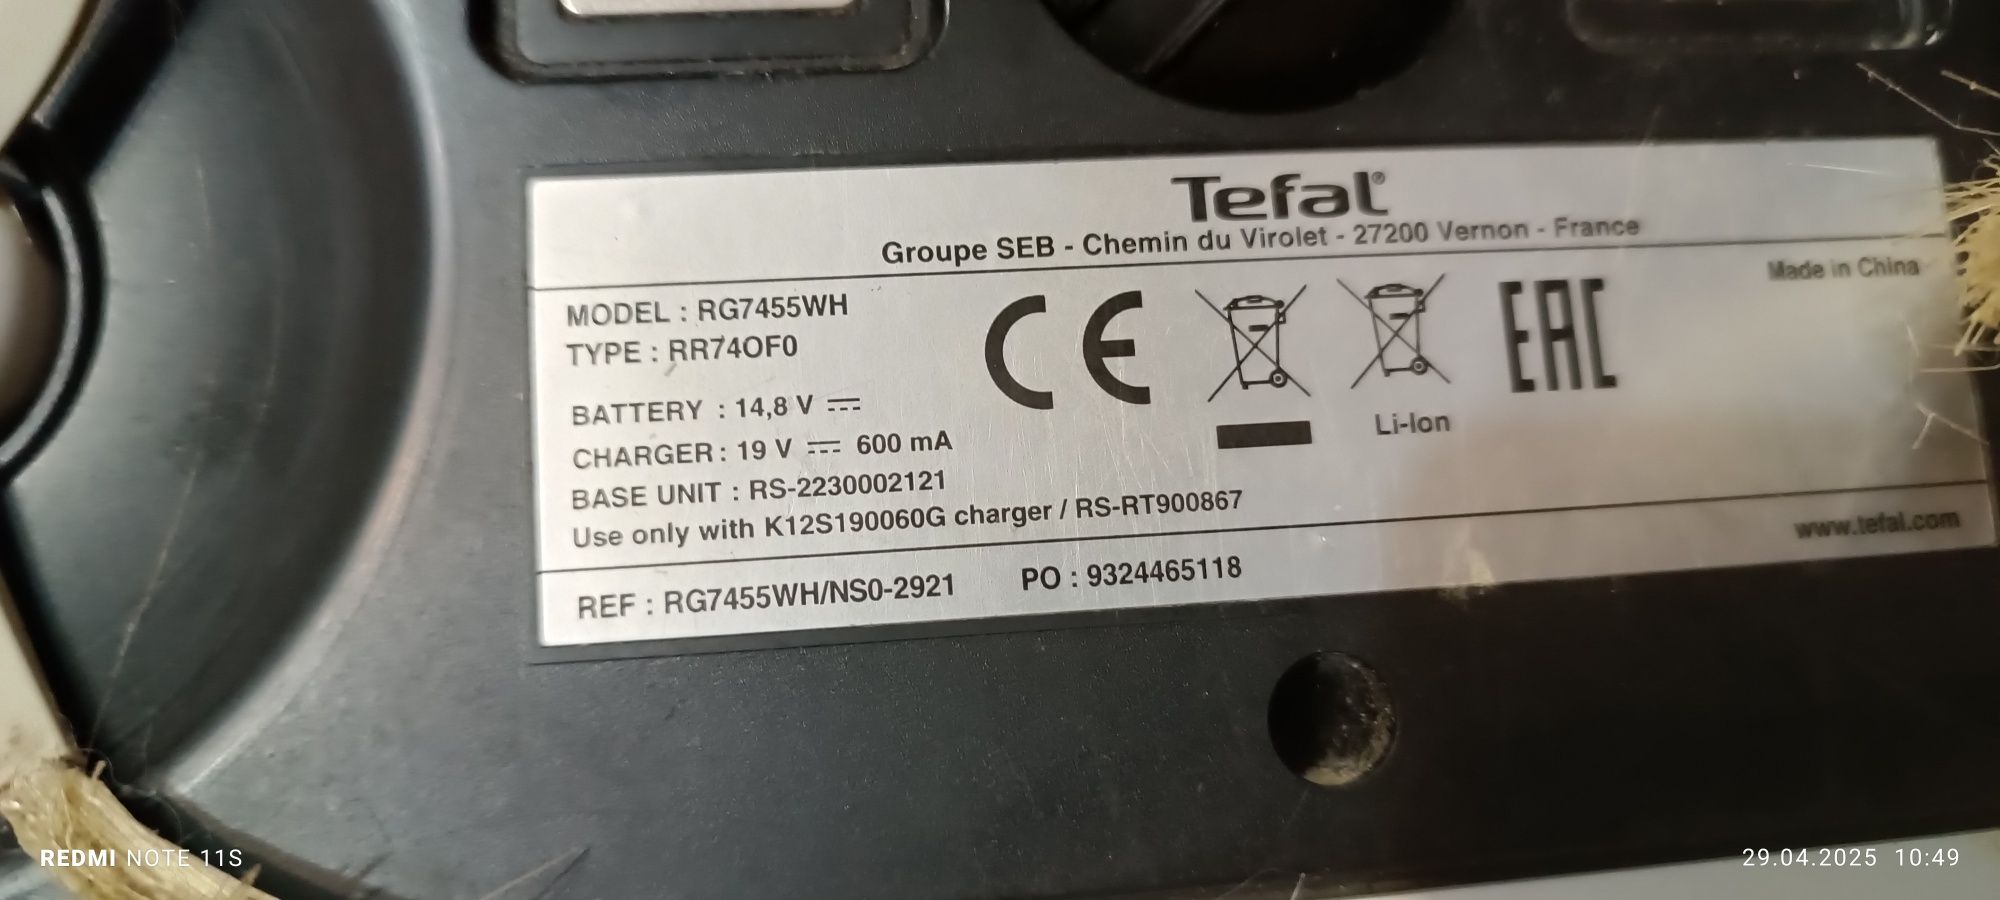 Tefal®
Groupe SEB - Chemin du Virolet - 27200 Vernon - France
Made in China
MODEL : RG7455WH
TYPE : RR74OF0
BATTERY : 14,8 V
CHARGER : 19 V 600 mA
BASE UNIT : RS-2230002121
Use only with K12S190060G charger / RS-RT900867
CE
EAC
Li-Ion
www.tefal.com
REF : RG7455WH/NS0-2921 PO : 9324465118
REDMI NOTE 11S
29.04.2025 10:49